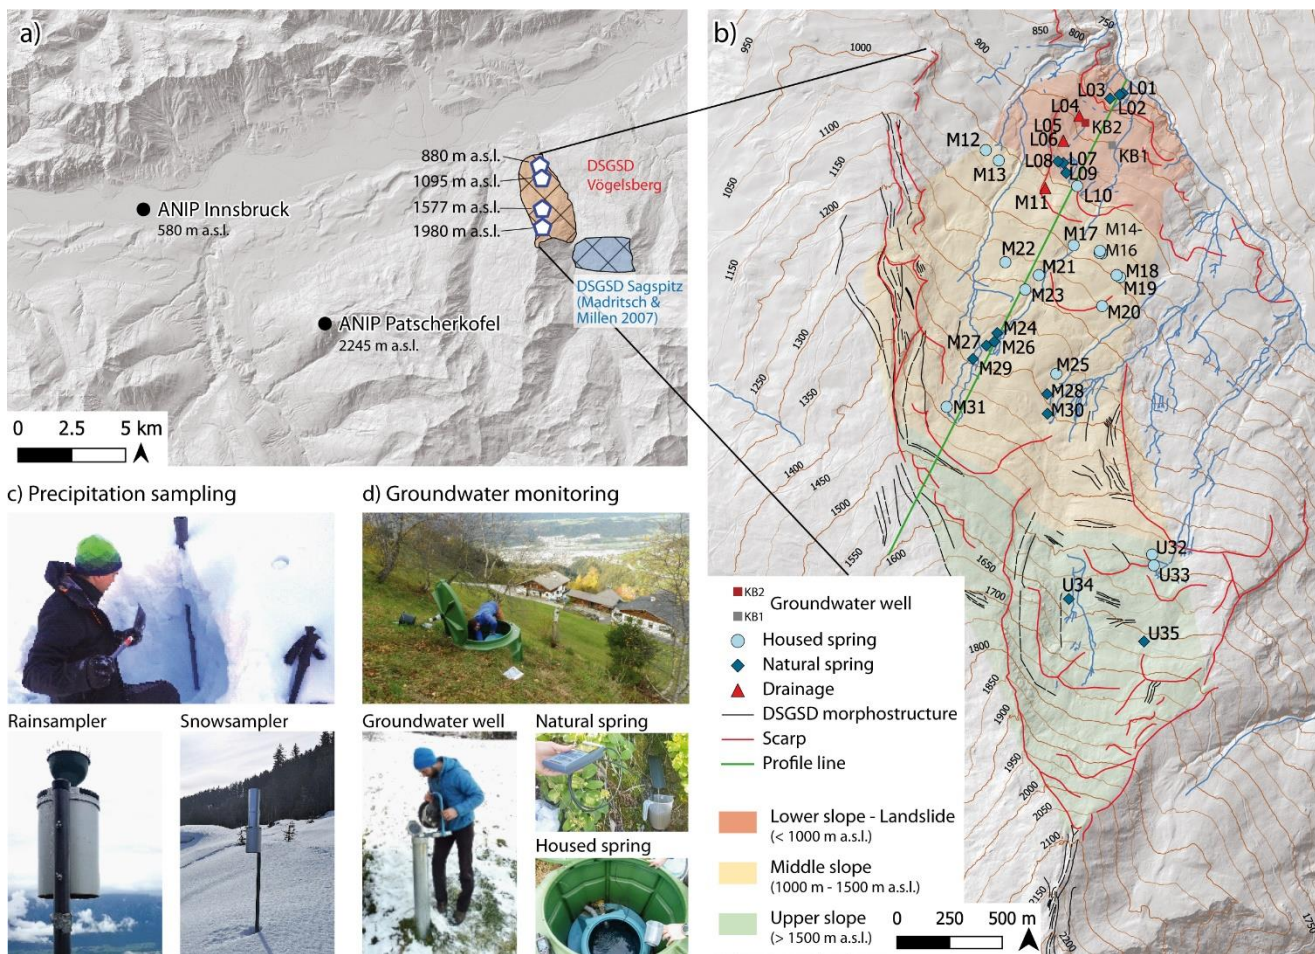 a)
880 m a.s.l.
1095 m a.s.l.
1577 m a.s.l.
1980 m a.s.l.
DSGSD
Vögelsberg
ANIP Innsbruck
580 m a.s.l.
DSGSD Sagspitz
(Madritsch &
Millen 2007)
ANIP Patscherkofel
2245 m a.s.l.
0 2.5 5 km
b)
750
800
850
900
950
1000
1100
1150
1050
1200
1150
1300
1250
1350
1400
1450
1500
1550
1600
1650
1700
1800
1850
1900
1950
2000
2050
2100
2150
2200
1750
L03
L01
L02
L04
L05
KB2
L06
KB1
M12
M13
L08
L07
L09
L10
M11
M17
M14-
M16
M22
M21
M18
M19
M23
M20
M24
M27
M26
M29
M25
M28
M30
M31
U32
U33
U34
U35
KB2
Groundwater well
KB1
Housed spring
Natural spring
Drainage
DSGSD morphostructure
Scarp
Profile line
Lower slope - Landslide
(< 1000 m a.s.l.)
Middle slope
(1000 m - 1500 m a.s.l.)
Upper slope
(> 1500 m a.s.l.)
0 250 500 m
c) Precipitation sampling
Rainsampler
Snowsampler
d) Groundwater monitoring
Groundwater well
Natural spring
Housed spring